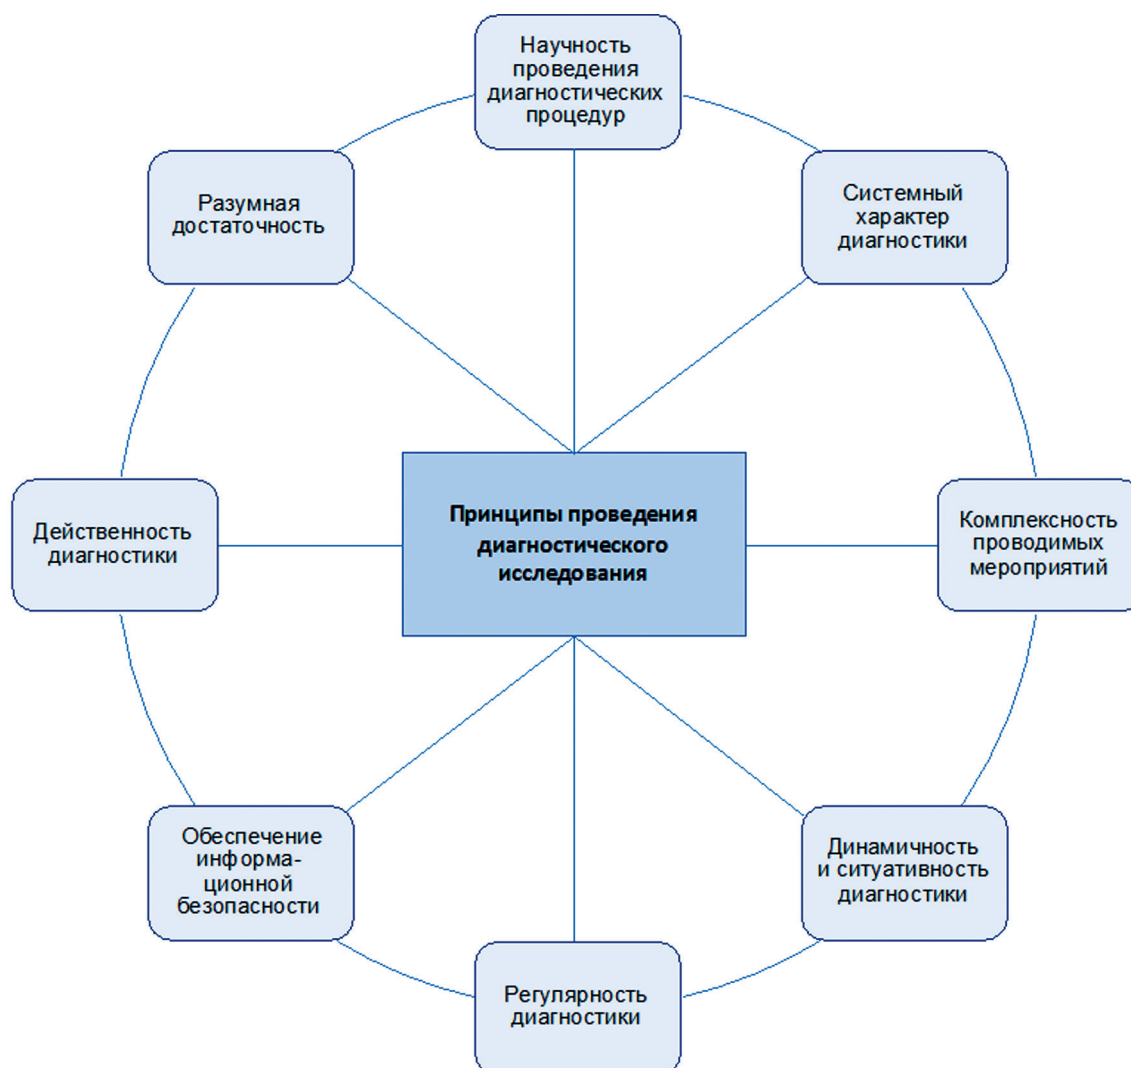 Научность
проведения
диагностических
процедур
Разумная
достаточность
Системный
характер
диагностики
Действенность
диагностики
Принципы проведения
диагностического
исследования
Комплексность
проводимых
мероприятий
Обеспечение
информа-
ционной
безопасности
Динамичность
и ситуативность
диагностики
Регулярность
диагностики